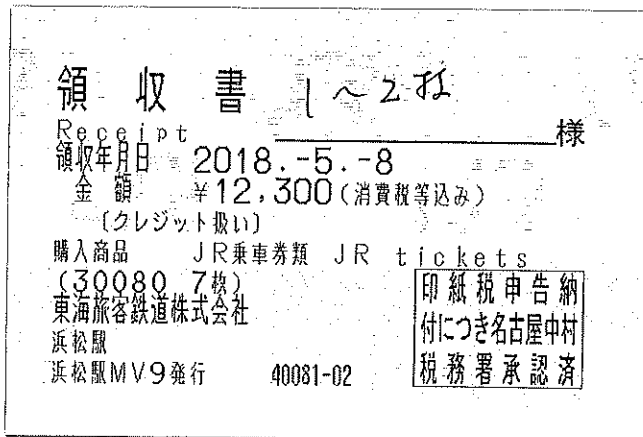 領収書 1～2枚
Receipt 様
領収年月日 2018.-5.-8
金額 ¥12,300(消費税等込み)
(クレジット扱い)
購入商品 JR乗車券類 JR tickets
(30080 7枚)
東海旅客鉄道株式会社
浜松駅
浜松駅MV9発行 40081-02
印紙税申告納
付につき名古屋中村
税務署承認済